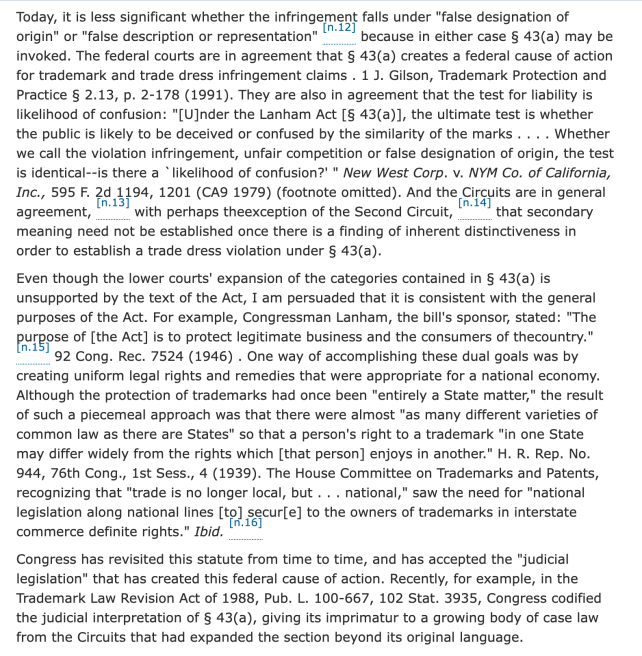 Today, it is less significant whether the infringement falls under "false designation of
origin" or "false description or representation" [n.12] because in either case § 43(a) may be
invoked. The federal courts are in agreement that § 43(a) creates a federal cause of action
for trademark and trade dress infringement claims . 1 J. Gilson, Trademark Protection and
Practice § 2.13, p. 2-178 (1991). They are also in agreement that the test for liability is
likelihood of confusion: "[U]nder the Lanham Act [§ 43(a)], the ultimate test is whether
the public is likely to be deceived or confused by the similarity of the marks . . . . Whether
we call the violation infringement, unfair competition or false designation of origin, the test
is identical--is there a `likelihood of confusion?' " New West Corp. v. NYM Co. of California,
Inc., 595 F. 2d 1194, 1201 (CA9 1979) (footnote omitted). And the Circuits are in general
agreement, [n.13] with perhaps theexception of the Second Circuit, [n.14] that secondary
meaning need not be established once there is a finding of inherent distinctiveness in
order to establish a trade dress violation under § 43(a).
Even though the lower courts' expansion of the categories contained in § 43(a) is
unsupported by the text of the Act, I am persuaded that it is consistent with the general
purposes of the Act. For example, Congressman Lanham, the bill's sponsor, stated: "The
purpose of [the Act] is to protect legitimate business and the consumers of thecountry."
[n.15] 92 Cong. Rec. 7524 (1946) . One way of accomplishing these dual goals was by
creating uniform legal rights and remedies that were appropriate for a national economy.
Although the protection of trademarks had once been "entirely a State matter," the result
of such a piecemeal approach was that there were almost "as many different varieties of
common law as there are States" so that a person's right to a trademark "in one State
may differ widely from the rights which [that person] enjoys in another." H. R. Rep. No.
944, 76th Cong., 1st Sess., 4 (1939). The House Committee on Trademarks and Patents,
recognizing that "trade is no longer local, but . . . national," saw the need for "national
legislation along national lines [to] secur[e] to the owners of trademarks in interstate
commerce definite rights." Ibid. [n.16]
Congress has revisited this statute from time to time, and has accepted the "judicial
legislation" that has created this federal cause of action. Recently, for example, in the
Trademark Law Revision Act of 1988, Pub. L. 100-667, 102 Stat. 3935, Congress codified
the judicial interpretation of § 43(a), giving its imprimatur to a growing body of case law
from the Circuits that had expanded the section beyond its original language.